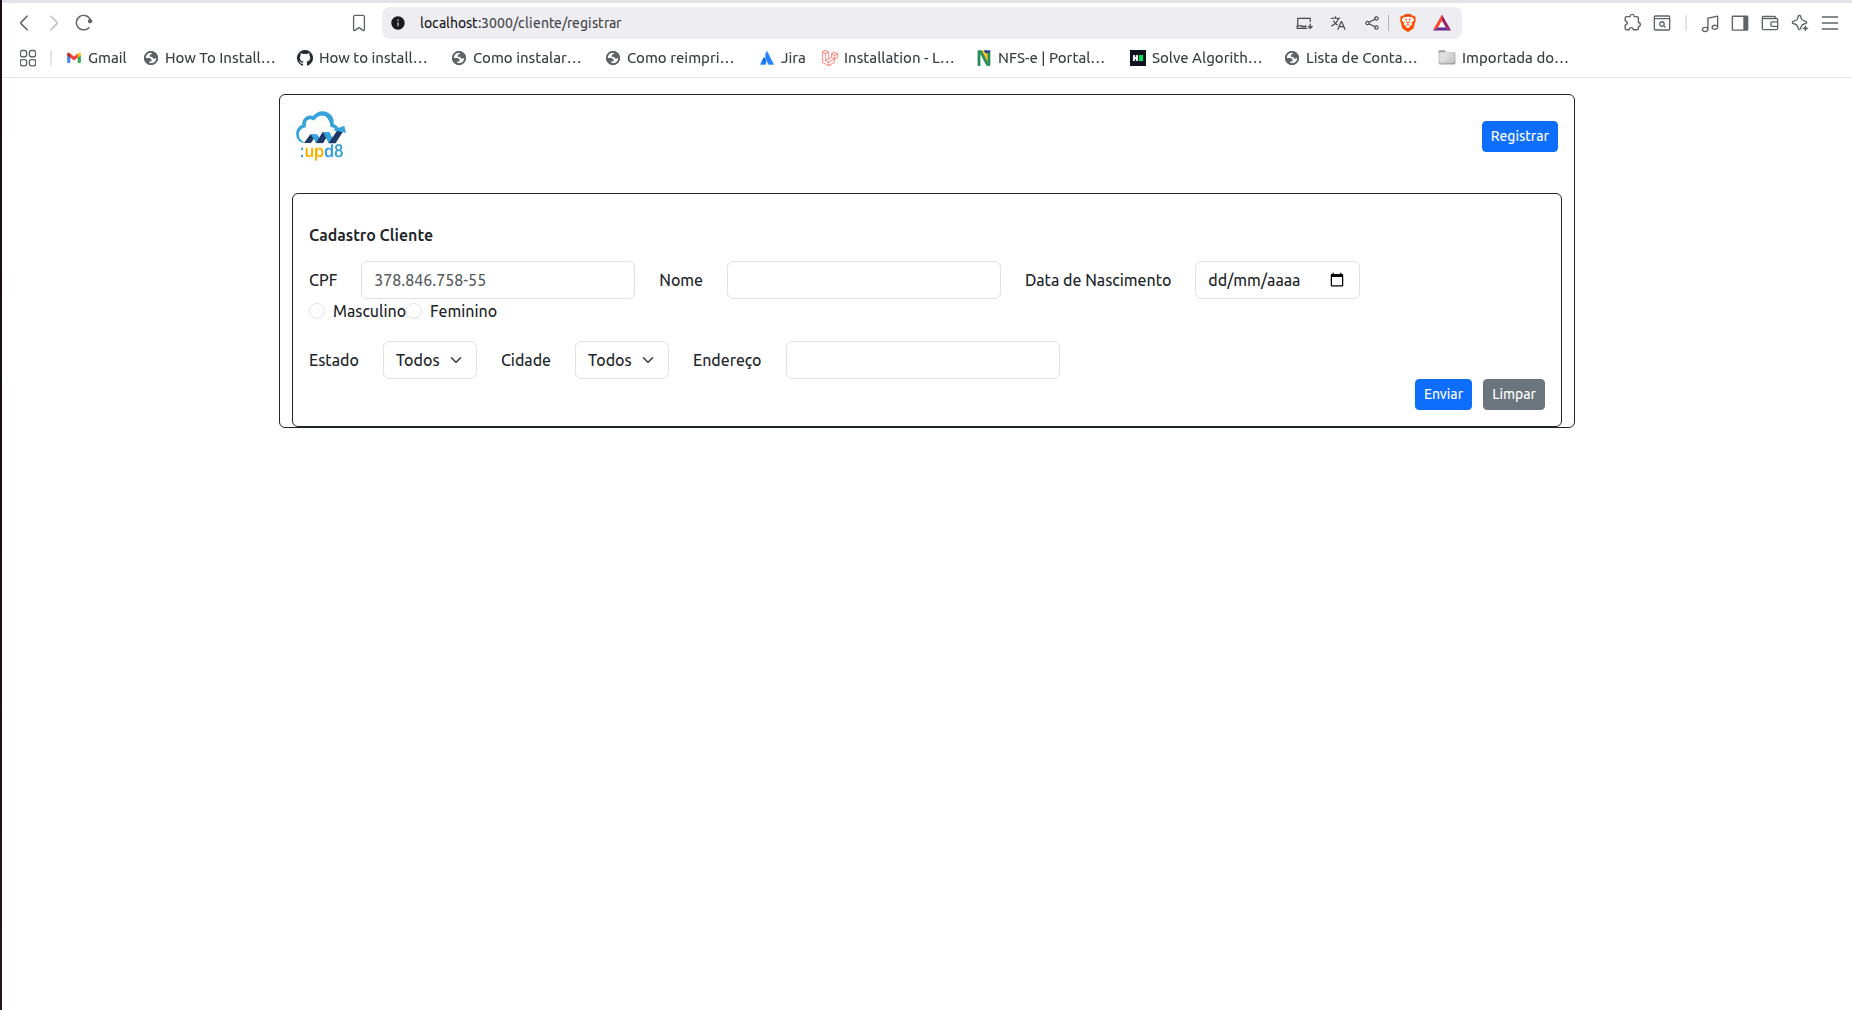 localhost:3000/cliente/registrar
Gmail How To Install... How to install... Como instalar... Como reimpri... Jira Installation - L... NFS-e | Portal... Solve Algorith... Lista de Conta... Importada do...
:upd8 Registrar
Cadastro Cliente
CPF 378.846.758-55 Nome Data de Nascimento dd/mm/aaaa
Masculino Feminino
Estado Todos Cidade Todos Endereço
Enviar Limpar